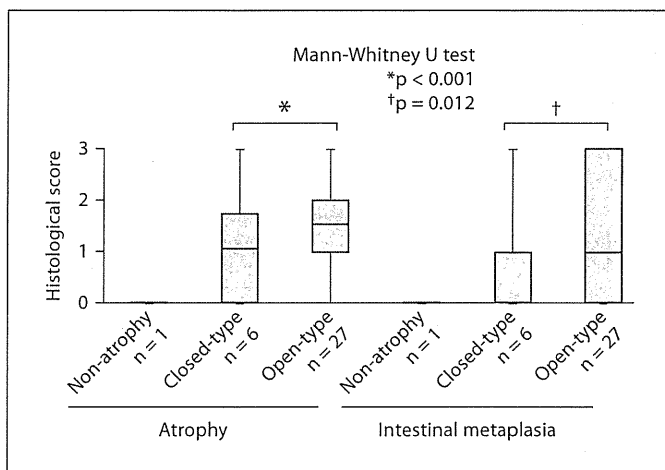 Mann-Whitney U test
*p < 0.001
†p = 0.012
*
†
Histological score
3
2
1
0
Non-atrophy
n = 1
Closed-type
n = 6
Open-type
n = 27
Non-atrophy
n = 1
Closed-type
n = 6
Open-type
n = 27
Atrophy
Intestinal metaplasia